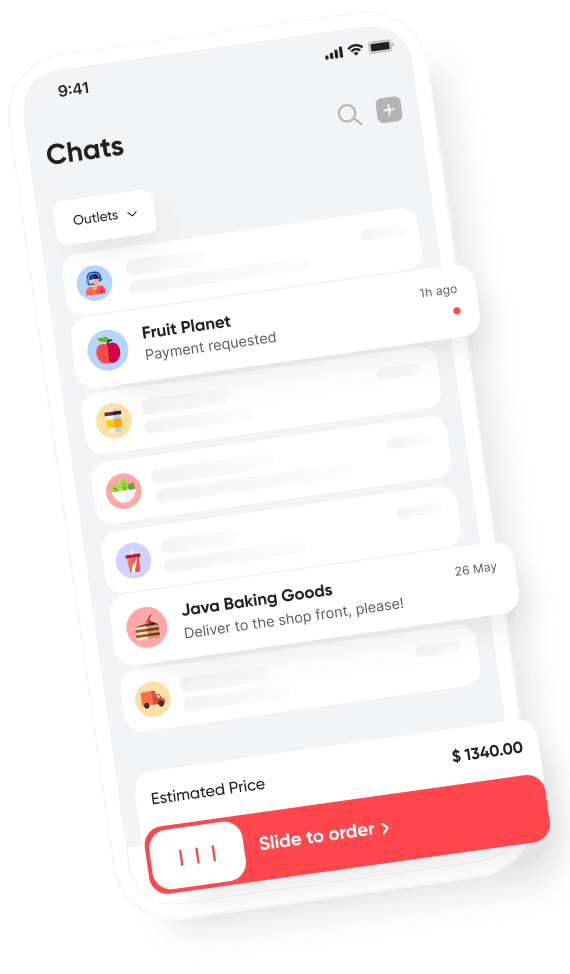 9:41
Chats
Outlets
Fruit Planet
1h ago
Payment requested
Java Baking Goods
26 May
Deliver to the shop front, please!
Estimated Price
$ 1340.00
Slide to order